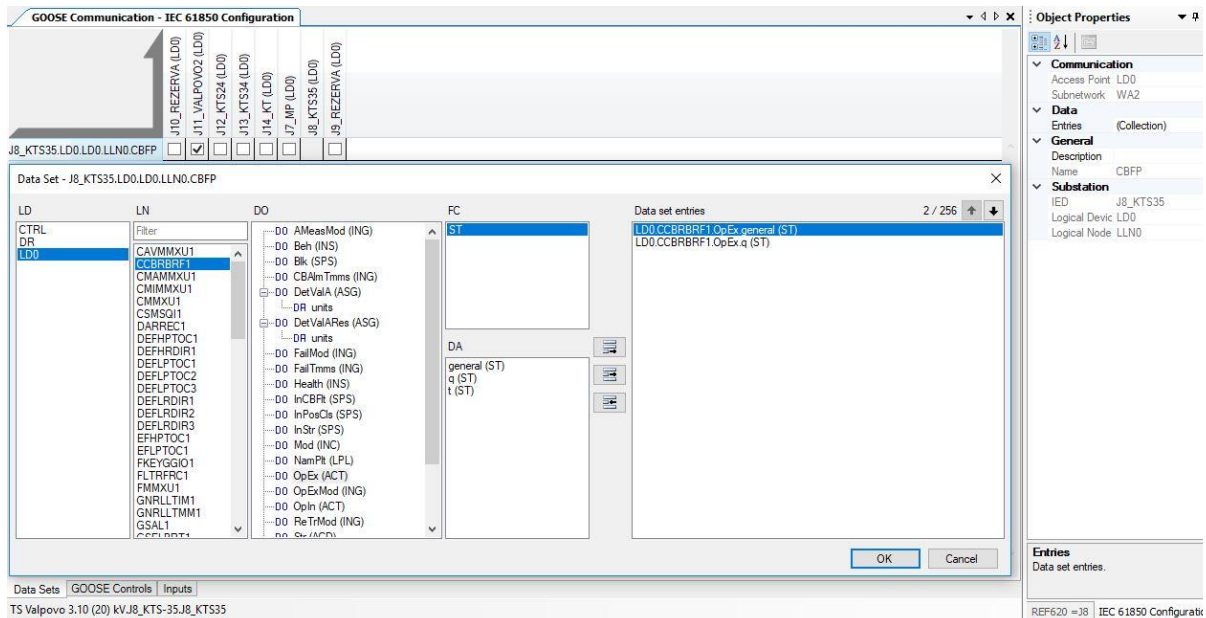 GOOSE Communication - IEC 61850 Configuration
J10_REZERVA (LD0)
J11_VALPOVO2 (LD0)
J12_KTS24 (LD0)
J13_KTS34 (LD0)
J14_KT (LD0)
J7_MP (LD0)
J8_KTS35 (LD0)
J9_REZERVA (LD0)
J8_KTS35.LD0.LD0.LLN0.CBFP
Data Set - J8_KTS35.LD0.LD0.LLN0.CBFP
LD
CTRL
DR
LD0
LN
Filter
CAVMMXU1
CCBRBRF1
CMAMMXU1
CMIMMXU1
CMMXU1
CSMSQI1
DARREC1
DEFHPTOC1
DEFHRDIR1
DEFLPTOC1
DEFLPTOC2
DEFLPTOC3
DEFLRDIR1
DEFLRDIR2
DEFLRDIR3
EFHPTOC1
EFLPTOC1
FKEYGGIO1
FLTRFRC1
FMMXU1
GNRLLTIM1
GNRLLTMM1
GSAL1
DO
DO AMeasMod (ING)
DO Beh (INS)
DO Blk (SPS)
DO CBAlmTmms (ING)
DO DetValA (ASG)
DA units
DO DetValARes (ASG)
DA units
DO FailMod (ING)
DO FailTmms (ING)
DO Health (INS)
DO InCBFlt (SPS)
DO InPosCls (SPS)
DO InStr (SPS)
DO Mod (INC)
DO NamPlt (LPL)
DO OpEx (ACT)
DO OpExMod (ING)
DO OpIn (ACT)
DO ReTrMod (ING)
DO Str (ACD)
FC
ST
DA
general (ST)
q (ST)
t (ST)
Data set entries
2 / 256
LD0.CCBRBRF1.OpEx.general (ST)
LD0.CCBRBRF1.OpEx.q (ST)
OK
Cancel
Data Sets
GOOSE Controls
Inputs
TS Valpovo 3.10 (20) kV.J8_KTS-35.J8_KTS35
Object Properties
Communication
Access Point LD0
Subnetwork WA2
Data
Entries (Collection)
General
Description
Name CBFP
Substation
IED J8_KTS35
Logical Devic LD0
Logical Node LLN0
Entries
Data set entries.
REF620 =J8
IEC 61850 Configuratic